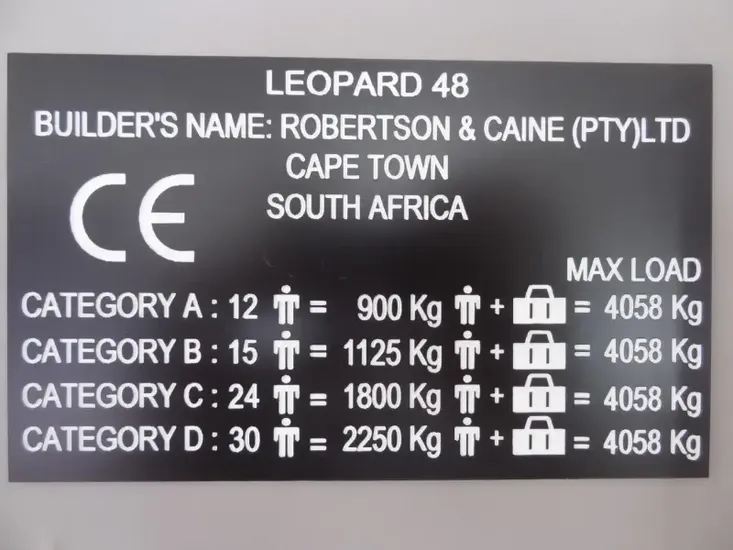 LEOPARD 48
BUILDER'S NAME: ROBERTSON & CAINE (PTY)LTD
CAPE TOWN
SOUTH AFRICA
CE
MAX LOAD
CATEGORY A : 12 = 900 Kg + = 4058 Kg
CATEGORY B : 15 = 1125 Kg + = 4058 Kg
CATEGORY C : 24 = 1800 Kg + = 4058 Kg
CATEGORY D : 30 = 2250 Kg + = 4058 Kg